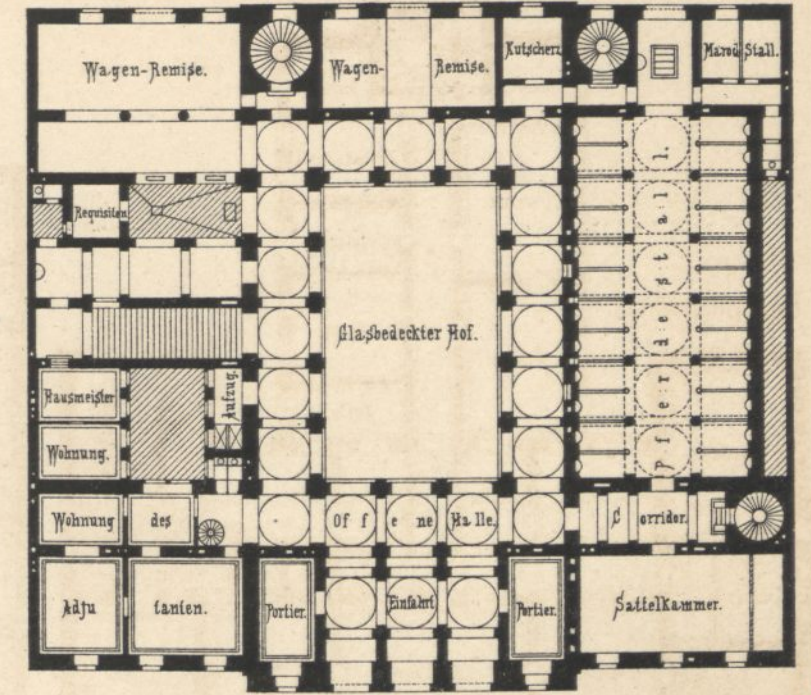 Wagen-Remise.
Wagen-
Remise.
Kutscher.
Marod Stall.
Requisiten
Pferdestall.
Glasbedeckter Hof.
Aufzug.
Hausmeister
Wohnung.
Wohnung des
Offene Halle.
Corridor.
Adju tanten.
Portier.
Einfahrt
Portier.
Sattelkammer.